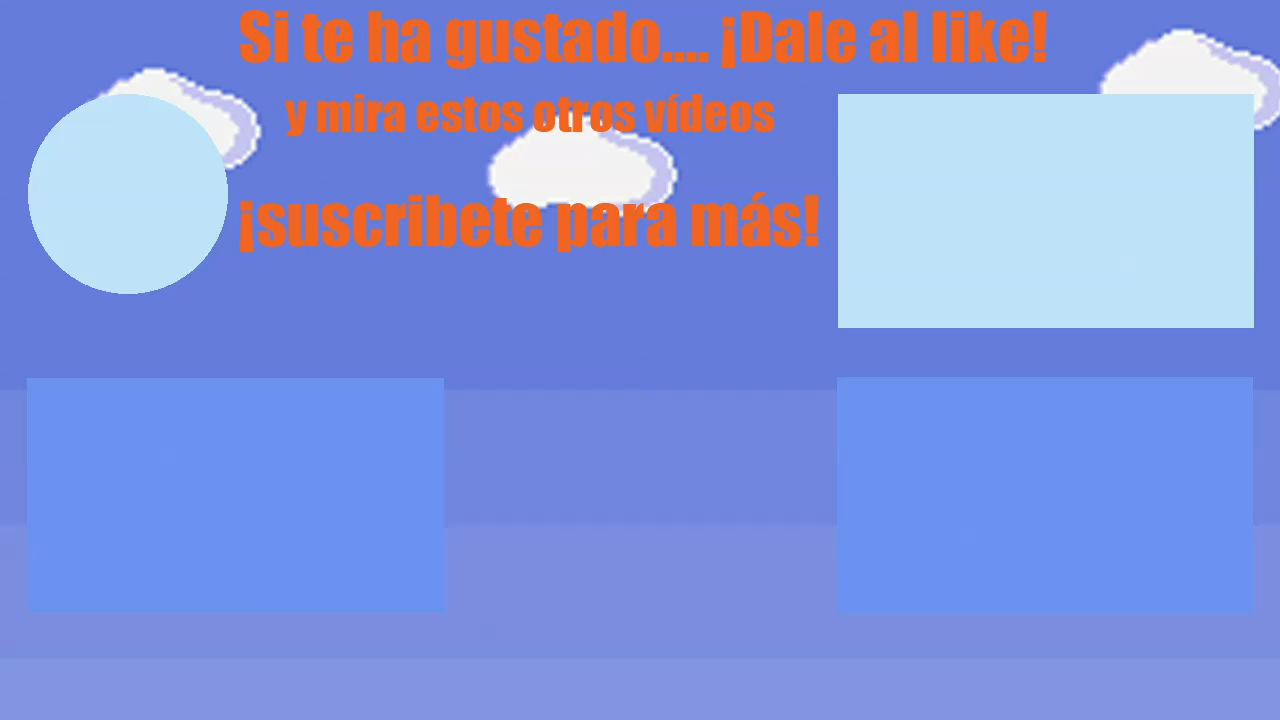 Si te ha gustado.... ¡Dale al like!
y mira estos otros vídeos
¡suscribete para más!